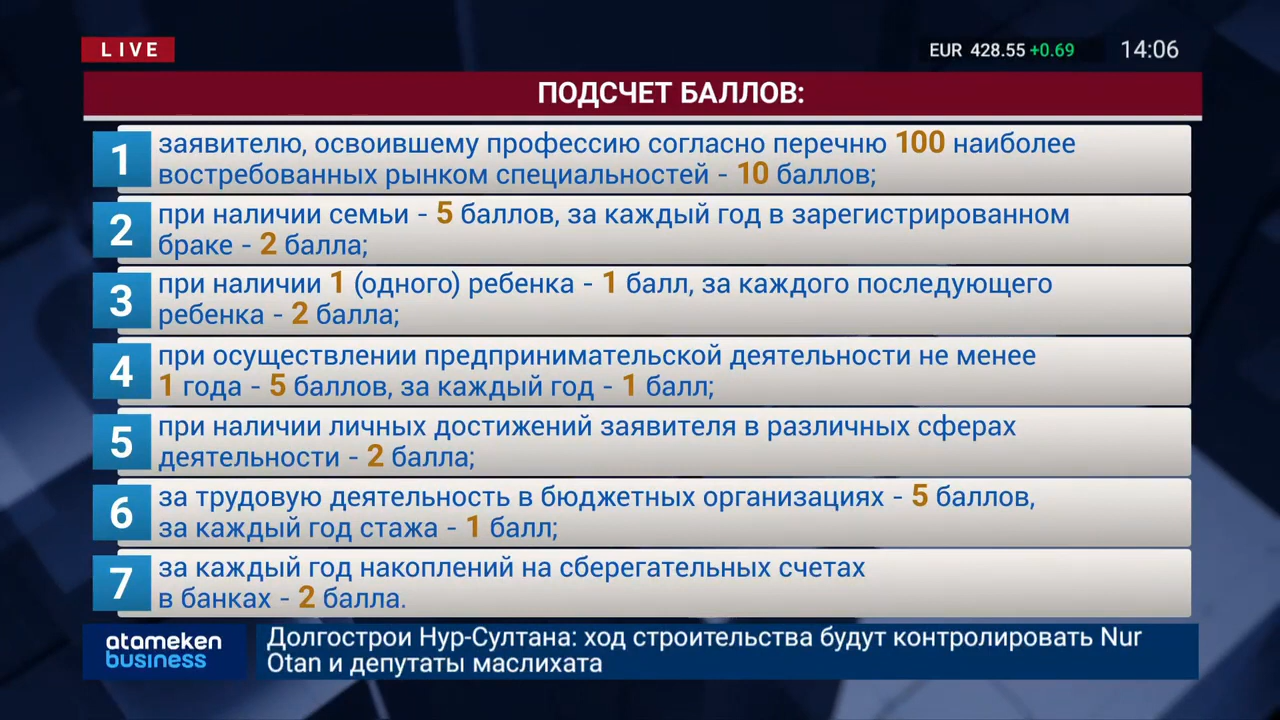 LIVE
EUR 428.55 +0.69
14:06
ПОДСЧЕТ БАЛЛОВ:
1
заявителю, освоившему профессию согласно перечню 100 наиболее
востребованных рынком специальностей - 10 баллов;
2
при наличии семьи - 5 баллов, за каждый год в зарегистрированном
браке - 2 балла;
3
при наличии 1 (одного) ребенка - 1 балл, за каждого последующего
ребенка - 2 балла;
4
при осуществлении предпринимательской деятельности не менее
1 года - 5 баллов, за каждый год - 1 балл;
5
при наличии личных достижений заявителя в различных сферах
деятельности - 2 балла;
6
за трудовую деятельность в бюджетных организациях - 5 баллов,
за каждый год стажа - 1 балл;
7
за каждый год накоплений на сберегательных счетах
в банках - 2 балла.
atameken
business
Долгострои Нур-Султана: ход строительства будут контролировать Nur
Otan и депутаты маслихата